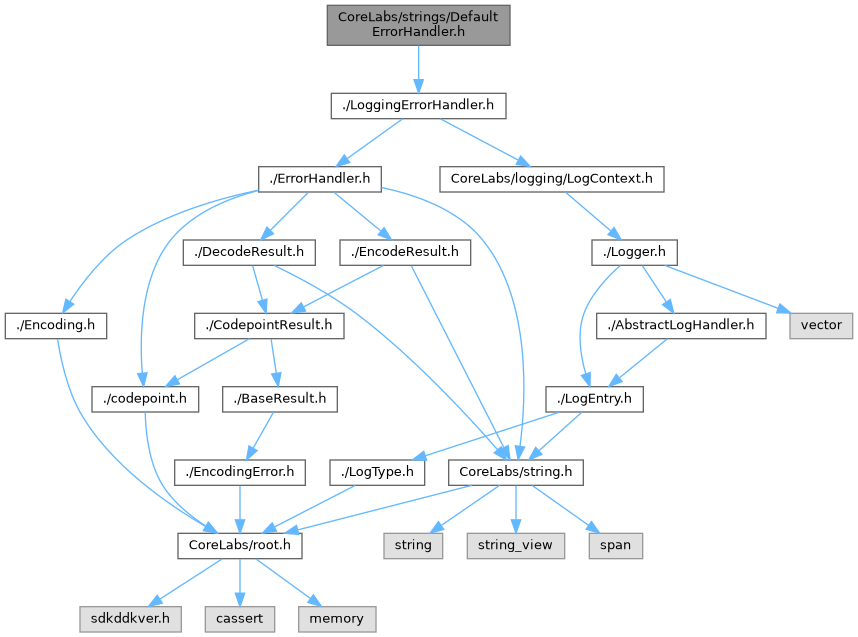 CoreLabs/strings/Default
ErrorHandler.h
./LoggingErrorHandler.h
./ErrorHandler.h
CoreLabs/logging/LogContext.h
./DecodeResult.h
./EncodeResult.h
./Logger.h
./Encoding.h
./CodepointResult.h
./AbstractLogHandler.h
vector
./codepoint.h
./BaseResult.h
./LogEntry.h
./EncodingError.h
./LogType.h
CoreLabs/string.h
CoreLabs/root.h
string
string_view
span
sdkddkver.h
cassert
memory